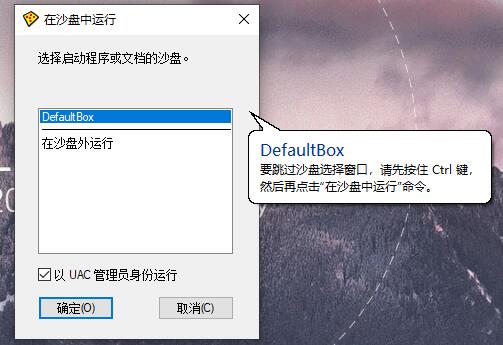 在沙盘中运行
选择启动程序或文档的沙盘。
DefaultBox
在沙盘外运行
以 UAC 管理员身份运行
确定(O)
取消(C)
DefaultBox
要跳过沙盘选择窗口，请先按住 Ctrl 键，
然后再点击“在沙盘中运行”命令。
20